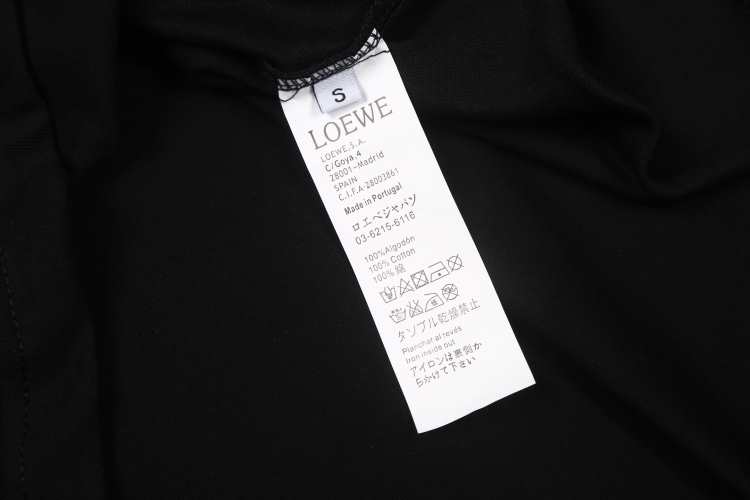 S
LOEWE
LOEWE, S.A.
C/Goya,4
28001-Madrid
SPAIN
C.I.F.A-28003861
Made in Portugal
ロエベジャパン
03-6215-6116
100%Algodón
100% Cotton
100% 綿
タンブル乾燥禁止
Planchat al revés
Iron inside out
アイロンは裏側か
らかけて下さい